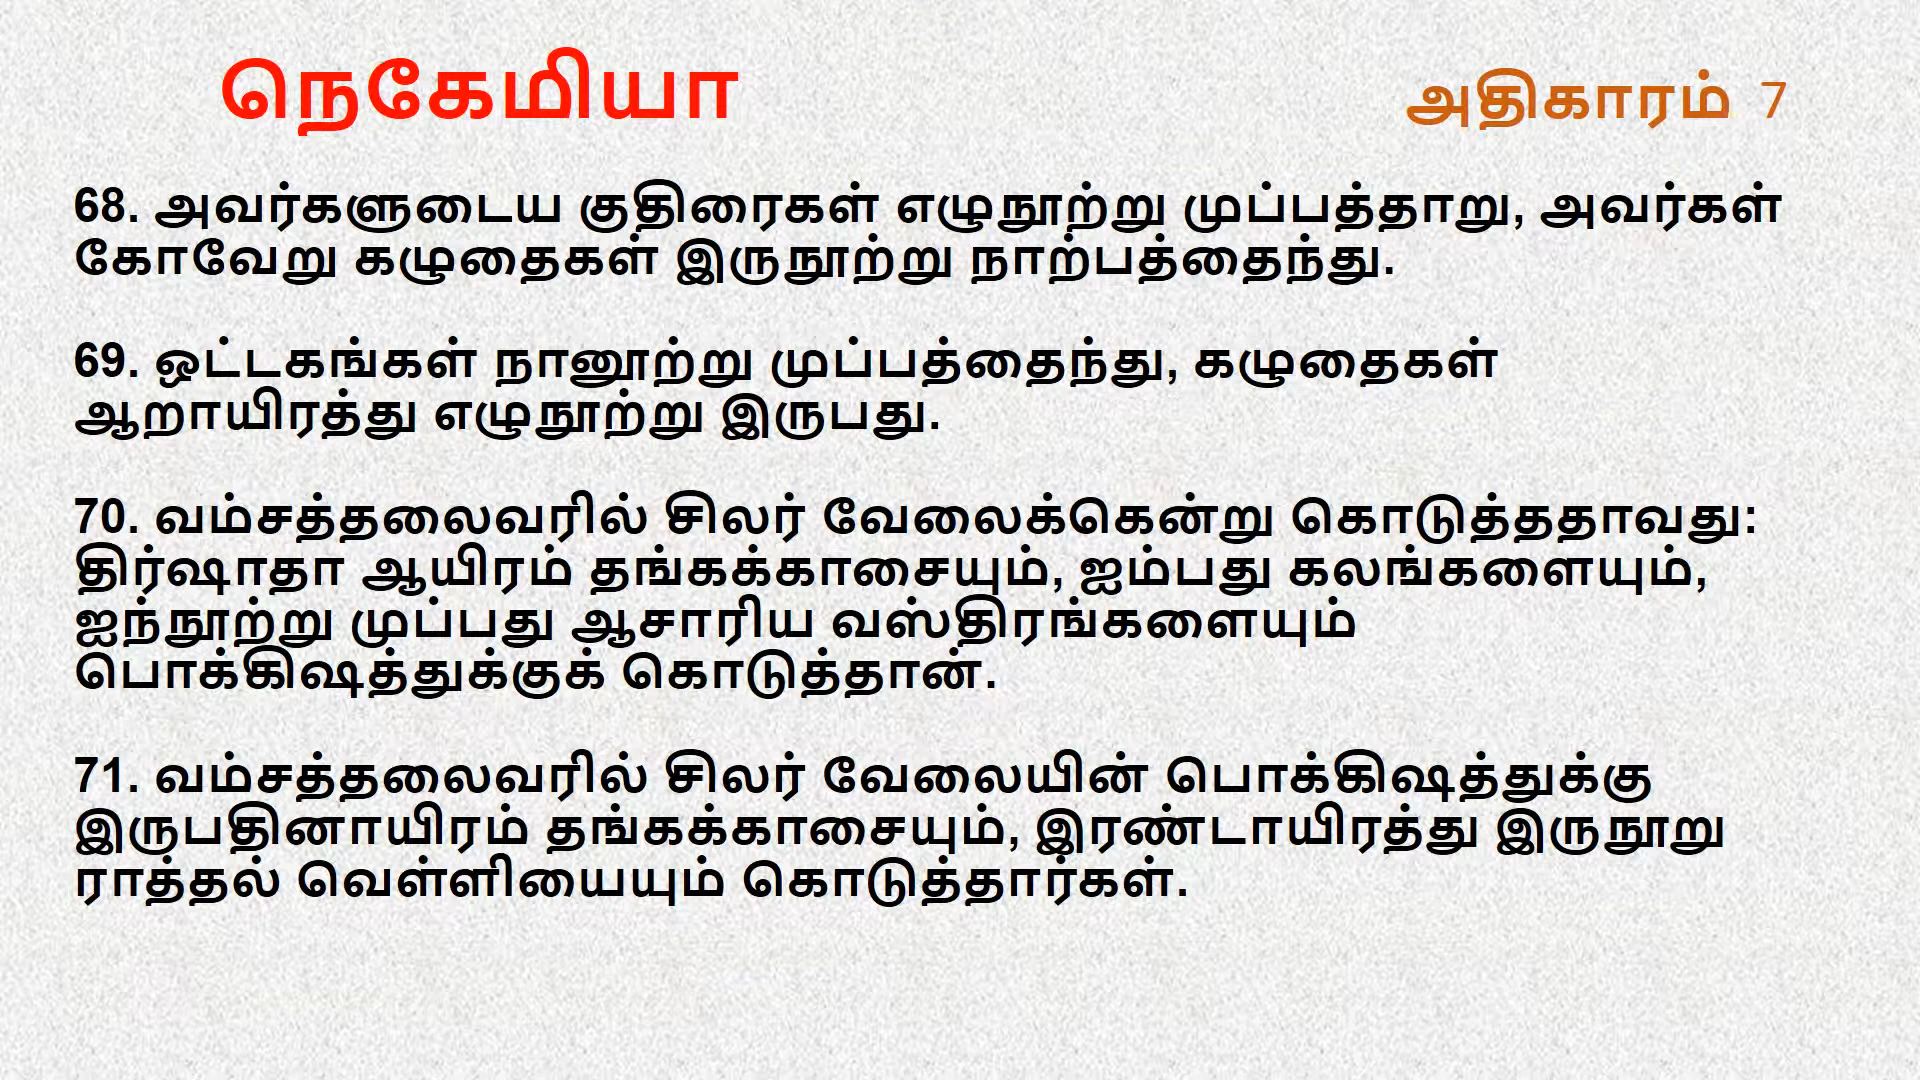 நெகேமியா
அதிகாரம் 7
68. அவர்களுடைய குதிரைகள் எழுநூற்று முப்பத்தாறு, அவர்கள்
கோவேறு கழுதைகள் இருநூற்று நாற்பத்தைந்து.
69. ஒட்டகங்கள் நானூற்று முப்பத்தைந்து, கழுதைகள்
ஆறாயிரத்து எழுநூற்று இருபது.
70. வம்சத்தலைவரில் சிலர் வேலைக்கென்று கொடுத்ததாவது:
திர்ஷாதா ஆயிரம் தங்கக்காசையும், ஐம்பது கலங்களையும்,
ஐந்நூற்று முப்பது ஆசாரிய வஸ்திரங்களையும்
பொக்கிஷத்துக்குக் கொடுத்தான்.
71. வம்சத்தலைவரில் சிலர் வேலையின் பொக்கிஷத்துக்கு
இருபதினாயிரம் தங்கக்காசையும், இரண்டாயிரத்து இருநூறு
ராத்தல் வெள்ளியையும் கொடுத்தார்கள்.